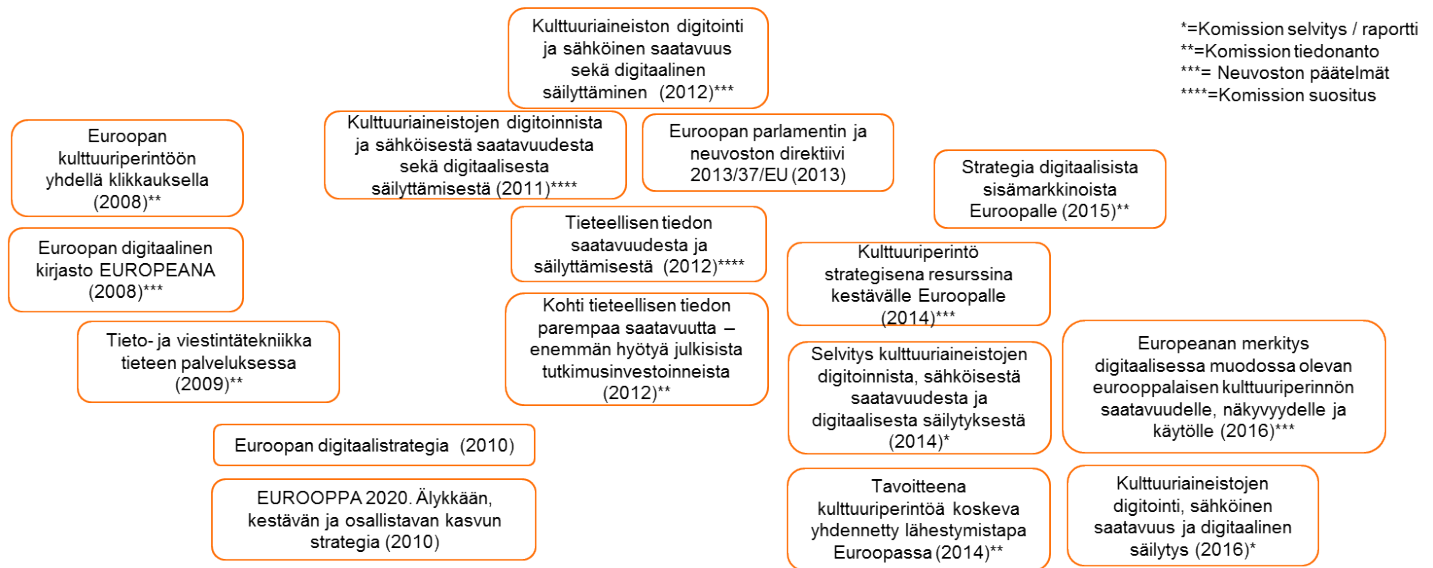 Kulttuuriaineiston digitointi
ja sähköinen saatavuus
sekä digitaalinen
säilyttäminen (2012)***
*=Komission selvitys / raportti
**=Komission tiedonanto
***= Neuvoston päätelmät
****=Komission suositus
Euroopan
kulttuuriperintöön
yhdellä klikkauksella
(2008)**
Kulttuuriaineistojen digitoinnista
ja sähköisestä saatavuudesta
sekä digitaalisesta
säilyttämisestä (2011)****
Euroopan parlamentin ja
neuvoston direktiivi
2013/37/EU (2013)
Strategia digitaalisista
sisämarkkinoista
Euroopalle (2015)**
Euroopan digitaalinen
kirjasto EUROPEANA
(2008)***
Tieteellisen tiedon
saatavuudesta ja
säilyttämisestä (2012)****
Kulttuuriperintö
strategisena resurssina
kestävälle Euroopalle
(2014)***
Tieto- ja viestintätekniikka
tieteen palveluksessa
(2009)**
Kohti tieteellisen tiedon
parempaa saatavuutta –
enemmän hyötyä julkisista
tutkimusinvestoinneista
(2012)**
Selvitys kulttuuriaineistojen
digitoinnista, sähköisestä
saatavuudesta ja
digitaalisesta säilytyksestä
(2014)*
Europeanan merkitys
digitaalisessa muodossa olevan
eurooppalaisen kulttuuriperinnön
saatavuudelle, näkyvyydelle ja
käytölle (2016)***
Euroopan digitaalistrategia (2010)
EUROOPPA 2020. Älykkään,
kestävän ja osallistavan kasvun
strategia (2010)
Tavoitteena
kulttuuriperintöä koskeva
yhdennetty lähestymistapa
Euroopassa (2014)**
Kulttuuriaineistojen
digitointi, sähköinen
saatavuus ja digitaalinen
säilytys (2016)*